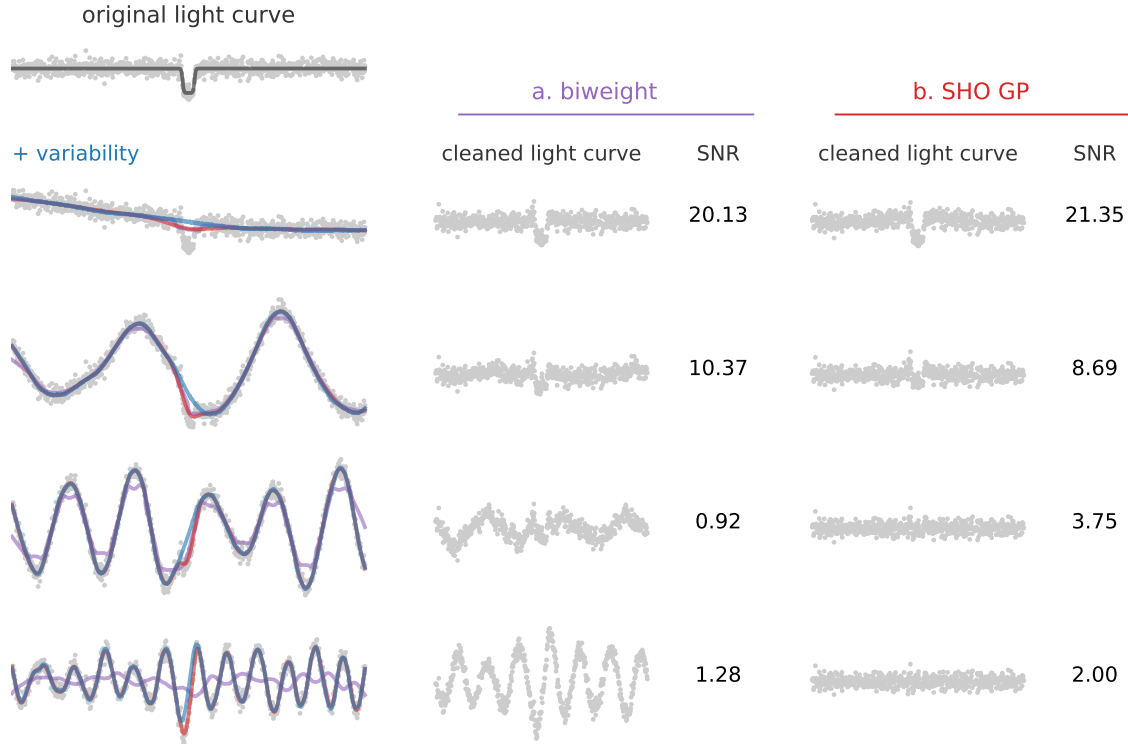 original light curve
a. biweight
b. SHO GP
+ variability
cleaned light curve SNR
cleaned light curve SNR
20.13
21.35
10.37
8.69
0.92
3.75
1.28
2.00